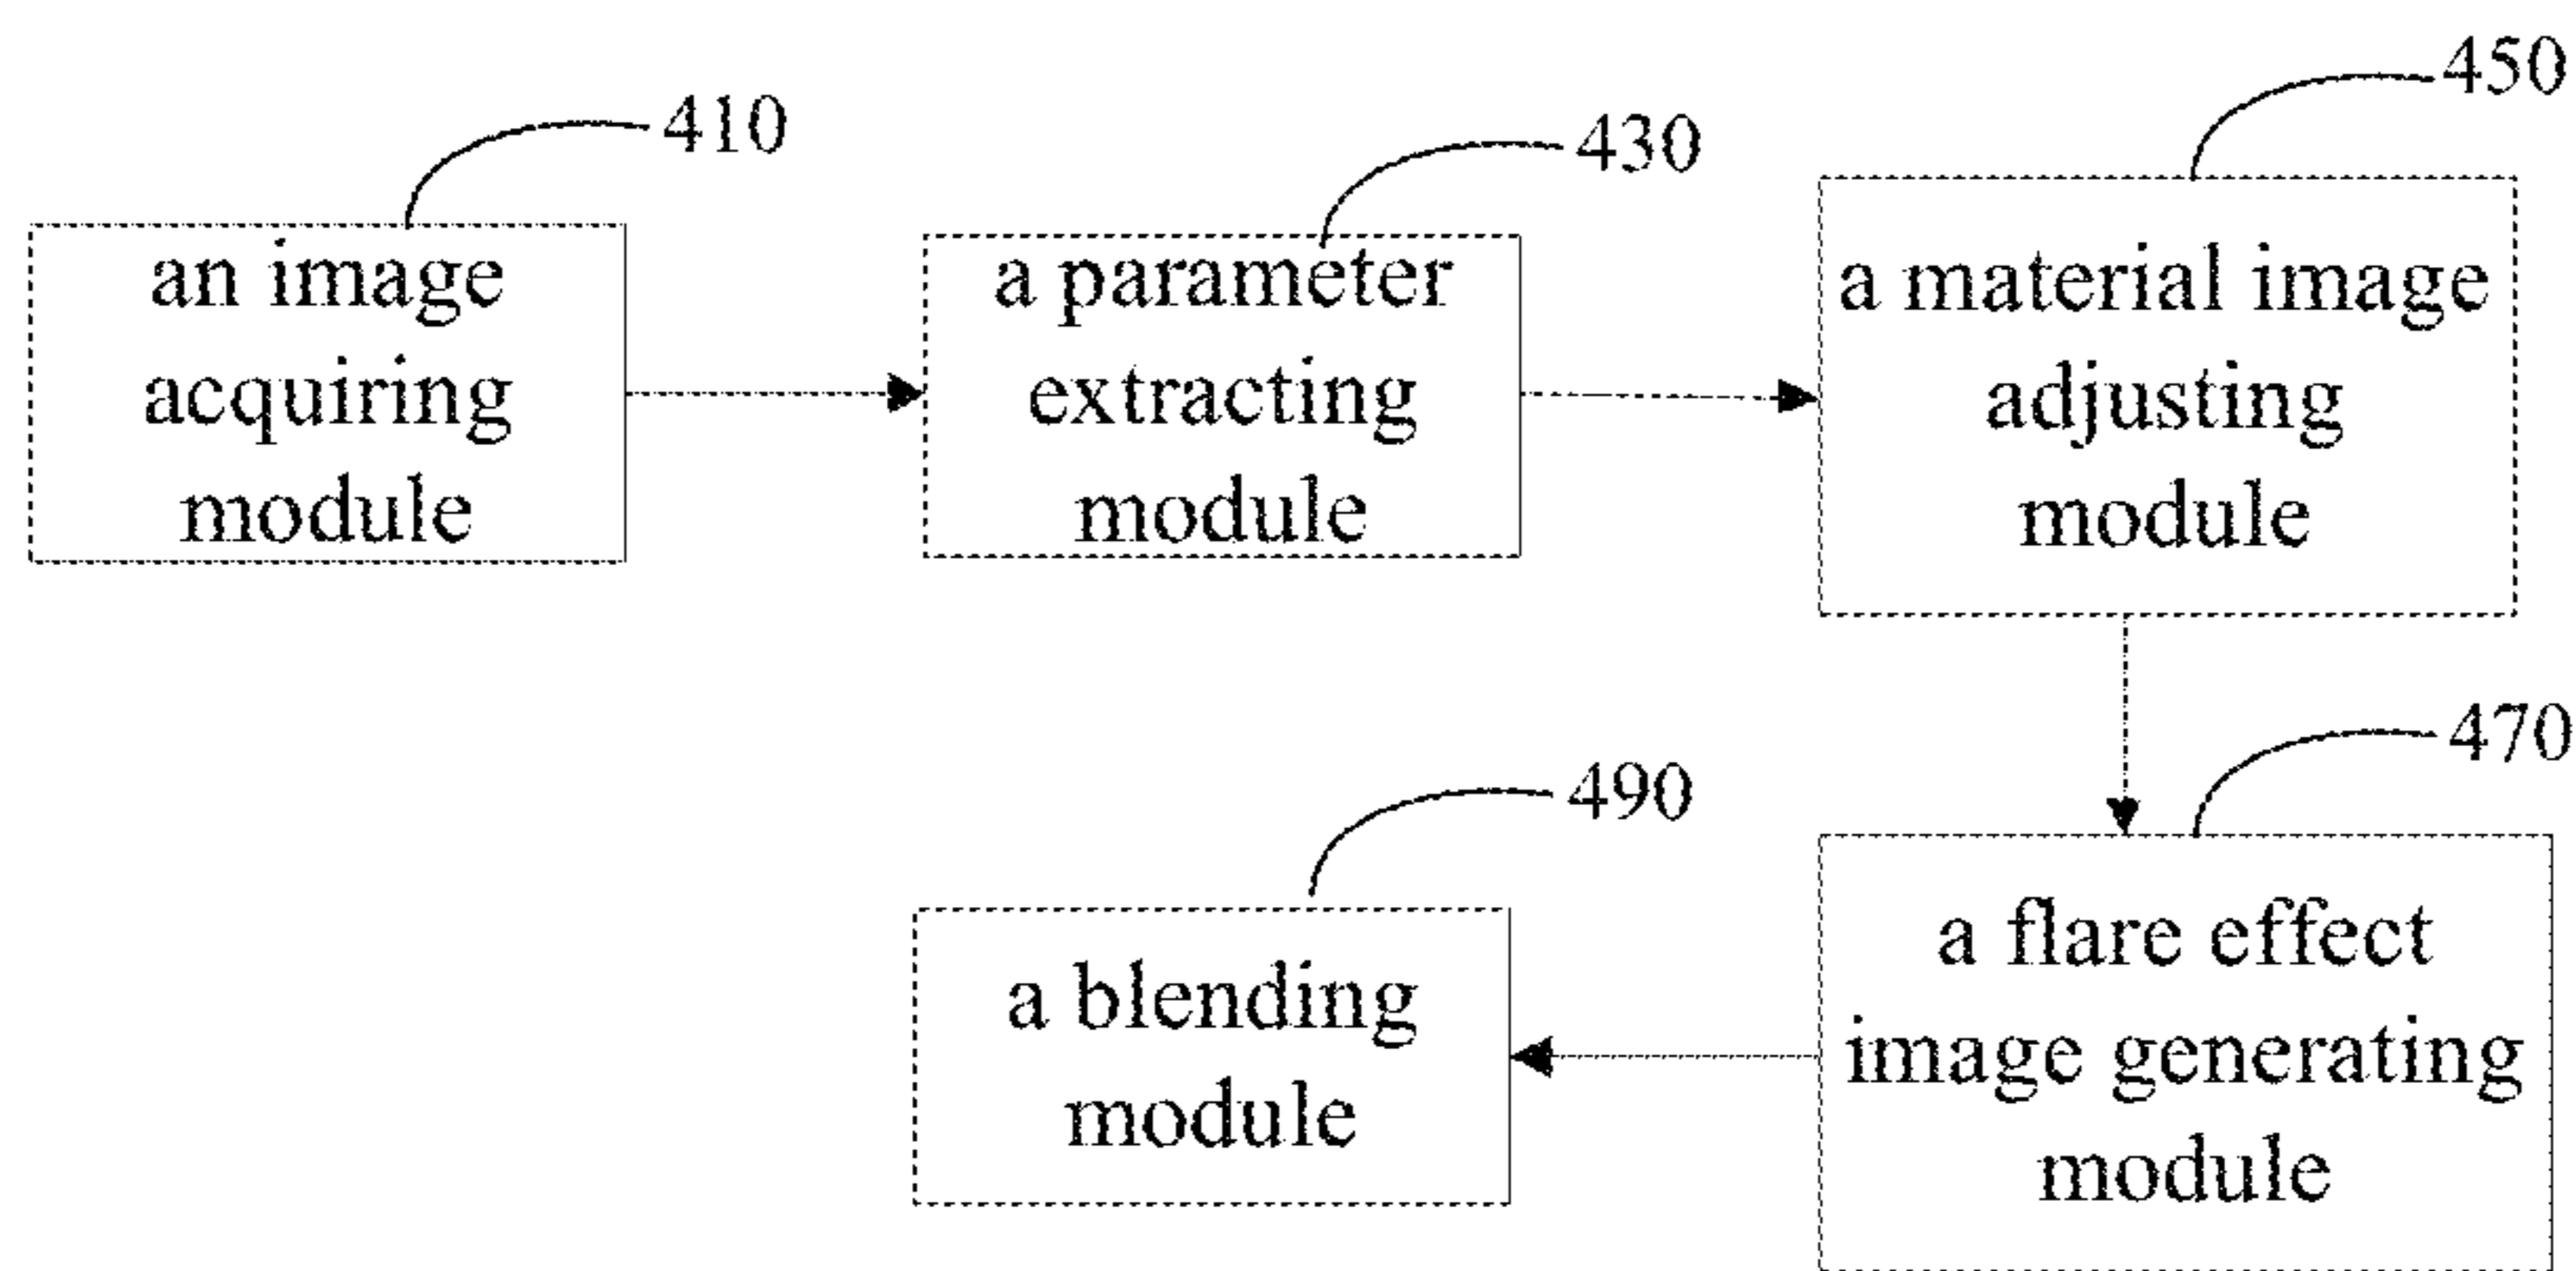 410
an image
acquiring
module
430
a parameter
extracting
module
450
a material image
adjusting
module
470
a flare effect
image generating
module
490
a blending
module